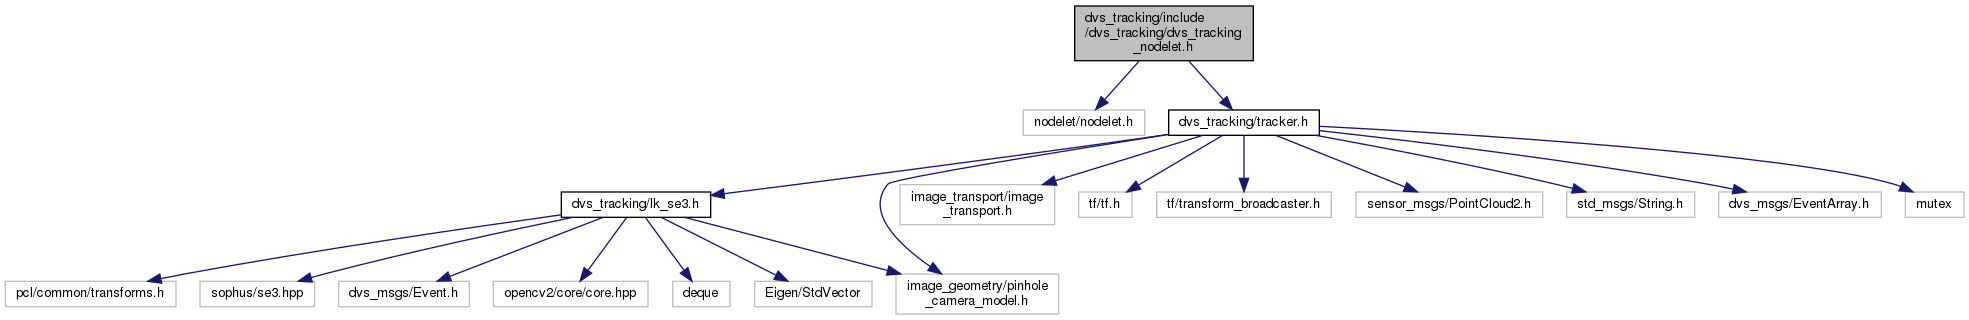 dvs_tracking/include
/dvs_tracking/dvs_tracking
_nodelet.h
nodelet/nodelet.h
dvs_tracking/tracker.h
dvs_tracking/lk_se3.h
image_transport/image
_transport.h
tf/tf.h
tf/transform_broadcaster.h
sensor_msgs/PointCloud2.h
std_msgs/String.h
dvs_msgs/EventArray.h
mutex
pcl/common/transforms.h
sophus/se3.hpp
dvs_msgs/Event.h
opencv2/core/core.hpp
deque
Eigen/StdVector
image_geometry/pinhole
_camera_model.h